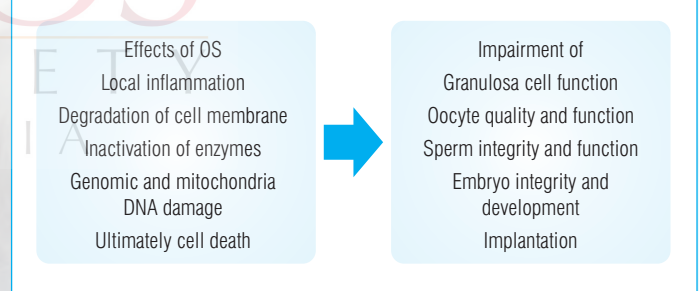 Effects of OS
Local inflammation
Degradation of cell membrane
Inactivation of enzymes
Genomic and mitochondria
DNA damage
Ultimately cell death
Impairment of
Granulosa cell function
Oocyte quality and function
Sperm integrity and function
Embryo integrity and
development
Implantation